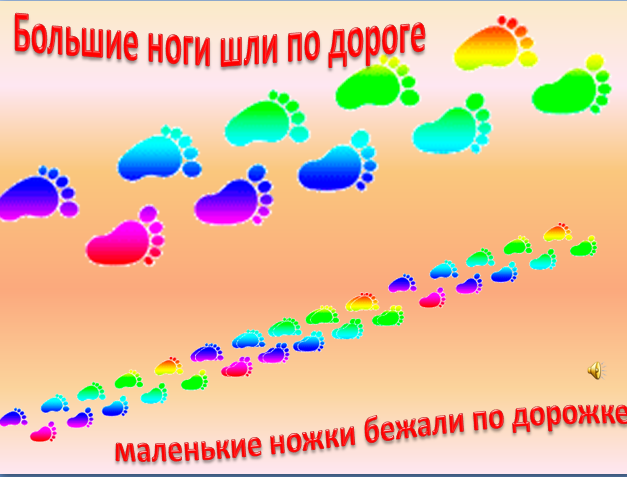 Большие ноги шли по дороге
маленькие ножки бежали по дорожке